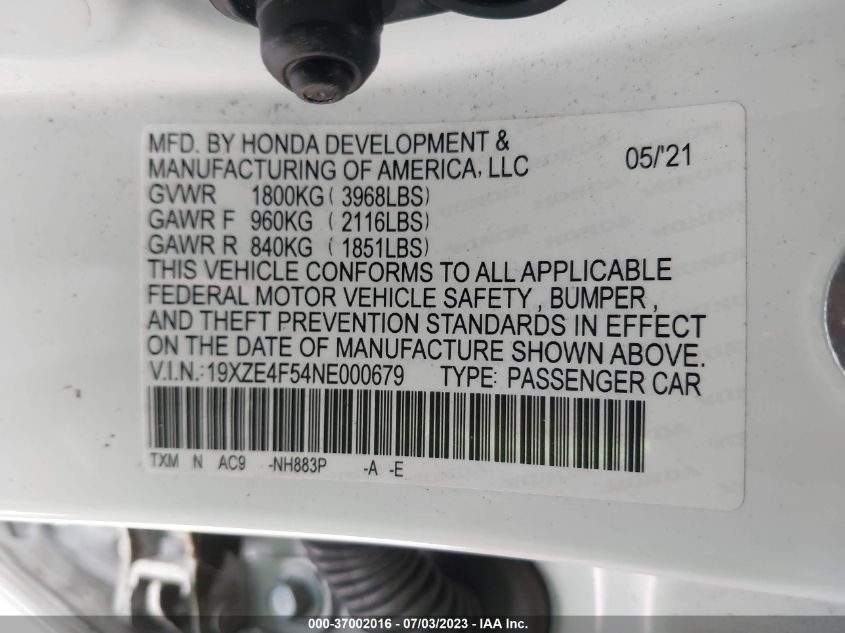 MFD. BY HONDA DEVELOPMENT &
MANUFACTURING OF AMERICA, LLC 05/'21
GVWR 1800KG ( 3968LBS)
GAWR F 960KG ( 2116LBS)
GAWR R 840KG ( 1851LBS)
THIS VEHICLE CONFORMS TO ALL APPLICABLE
FEDERAL MOTOR VEHICLE SAFETY , BUMPER ,
AND THEFT PREVENTION STANDARDS IN EFFECT
ON THE DATE OF MANUFACTURE SHOWN ABOVE.
V.I.N.:19XZE4F54NE000679 TYPE: PASSENGER CAR
TXM N AC9 -NH883P -A -E
000-37002016 - 07/03/2023 - IAA Inc.